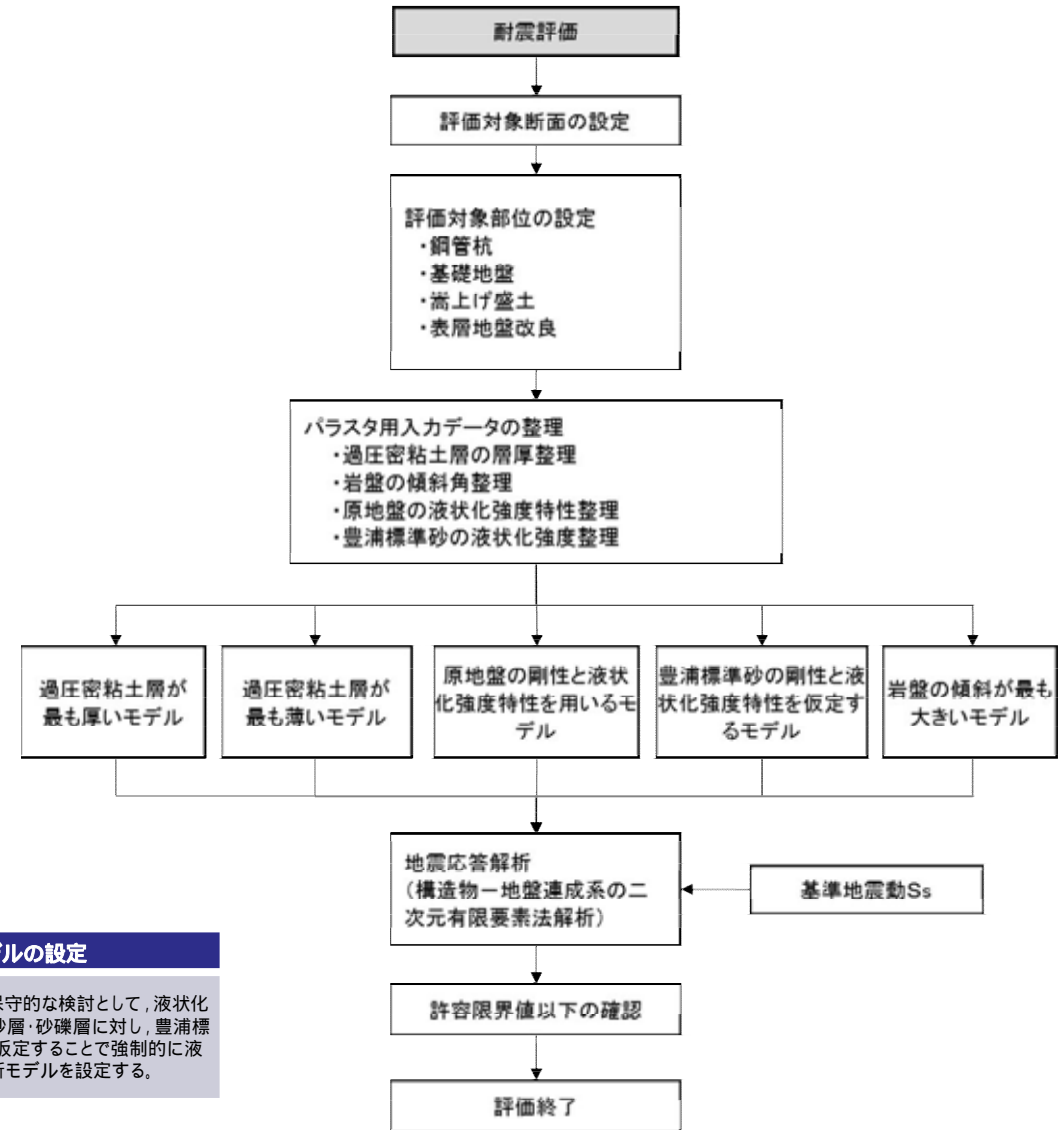 耐震評価
評価対象断面の設定
評価対象部位の設定
・鋼管杭
・基礎地盤
・嵩上げ盛土
・表層地盤改良
パラスタ用入力データの整理
・過圧密粘土層の層厚整理
・岩盤の傾斜角整理
・原地盤の液状化強度特性整理
・豊浦標準砂の液状化強度整理
過圧密粘土層が
最も厚いモデル
過圧密粘土層が
最も薄いモデル
原地盤の剛性と液状
化強度特性を用いるモ
デル
豊浦標準砂の剛性と液
状化強度特性を仮定す
るモデル
岩盤の傾斜が最も
大きいモデル
地震応答解析
（構造物－地盤連成系の二
次元有限要素法解析）
基準地震動Ss
許容限界値以下の確認
評価終了
デルの設定
保守的な検討として，液状化
砂層・砂礫層に対し，豊浦標
仮定することで強制的に液
析モデルを設定する。